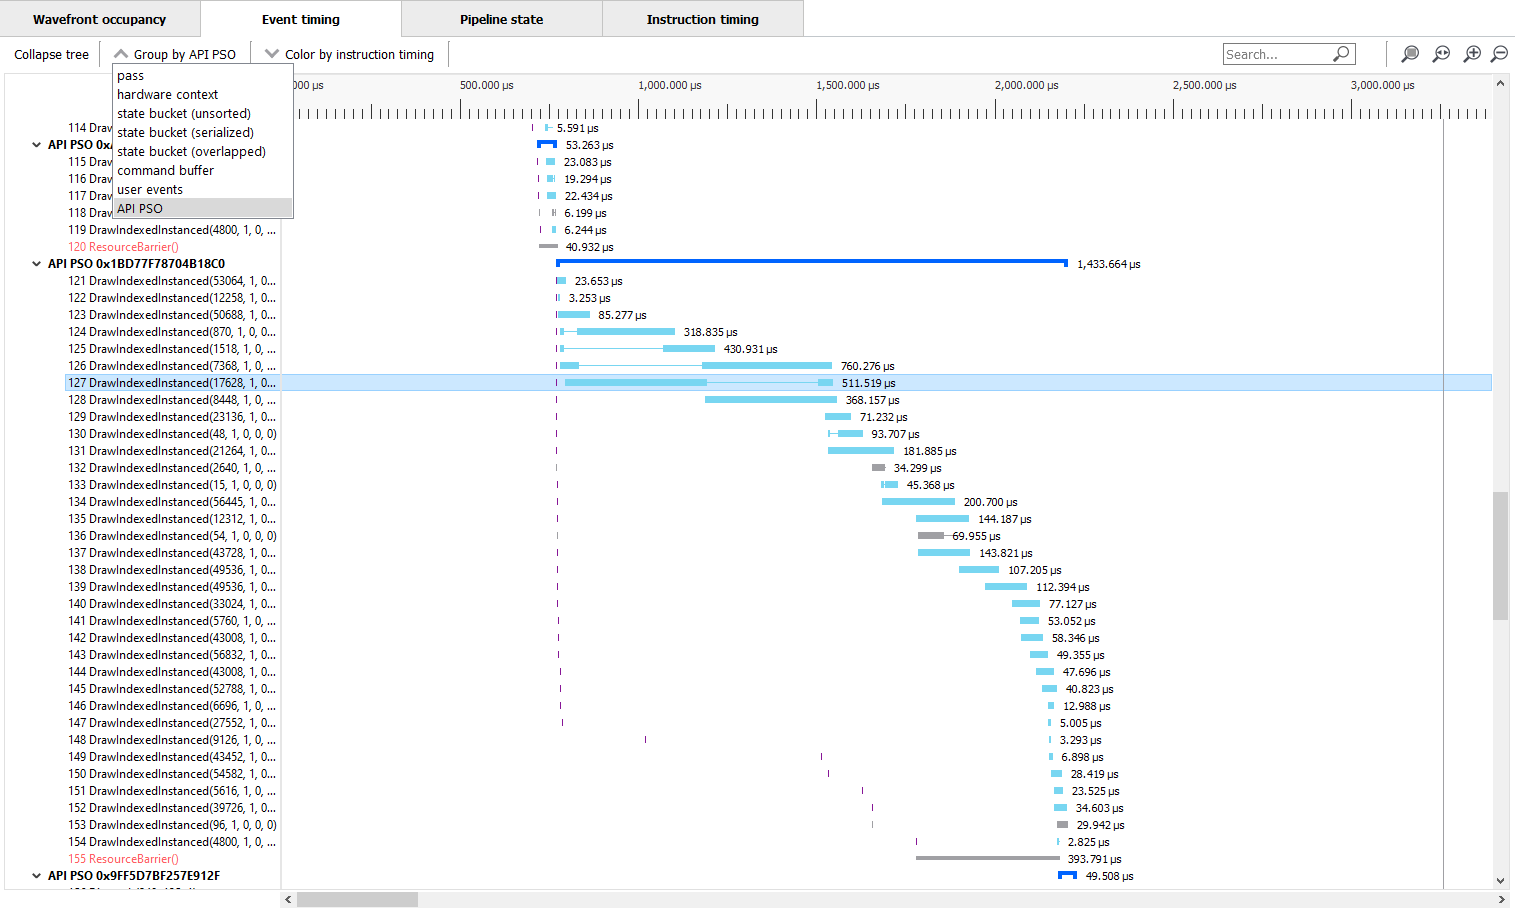 Wavefront occupancy Event timing Pipeline state Instruction timing
Collapse tree Group by API PSO Color by instruction timing Search...
pass
hardware context
state bucket (unsorted)
state bucket (serialized)
state bucket (overlapped)
command buffer
user events
API PSO
000 µs 500.000 µs 1,000.000 µs 1,500.000 µs 2,000.000 µs 2,500.000 µs 3,000.000 µs
114 Draw 5.591 µs
API PSO 0x 53.263 µs
115 Draw 23.083 µs
116 Draw 19.294 µs
117 Draw 22.434 µs
118 Draw 6.199 µs
119 DrawIndexedInstanced(4800, 1, 0, ... 6.244 µs
120 ResourceBarrier() 40.932 µs
API PSO 0x1BD77F78704B18C0 1,433.664 µs
121 DrawIndexedInstanced(53064, 1, 0... 23.653 µs
122 DrawIndexedInstanced(12258, 1, 0... 3.253 µs
123 DrawIndexedInstanced(50688, 1, 0... 85.277 µs
124 DrawIndexedInstanced(870, 1, 0, 0... 318.835 µs
125 DrawIndexedInstanced(1518, 1, 0, ... 430.931 µs
126 DrawIndexedInstanced(7368, 1, 0, ... 760.276 µs
127 DrawIndexedInstanced(17628, 1, 0... 511.519 µs
128 DrawIndexedInstanced(8448, 1, 0, ... 368.157 µs
129 DrawIndexedInstanced(23136, 1, 0... 71.232 µs
130 DrawIndexedInstanced(48, 1, 0, 0, 0) 93.707 µs
131 DrawIndexedInstanced(21264, 1, 0... 181.885 µs
132 DrawIndexedInstanced(2640, 1, 0, ... 34.299 µs
133 DrawIndexedInstanced(15, 1, 0, 0, 0) 45.368 µs
134 DrawIndexedInstanced(56445, 1, 0... 200.700 µs
135 DrawIndexedInstanced(12312, 1, 0... 144.187 µs
136 DrawIndexedInstanced(54, 1, 0, 0, 0) 69.955 µs
137 DrawIndexedInstanced(43728, 1, 0... 143.821 µs
138 DrawIndexedInstanced(49536, 1, 0... 107.205 µs
139 DrawIndexedInstanced(49536, 1, 0... 112.394 µs
140 DrawIndexedInstanced(33024, 1, 0... 77.127 µs
141 DrawIndexedInstanced(5760, 1, 0, ... 53.052 µs
142 DrawIndexedInstanced(43008, 1, 0... 58.346 µs
143 DrawIndexedInstanced(56832, 1, 0... 49.355 µs
144 DrawIndexedInstanced(43008, 1, 0... 47.696 µs
145 DrawIndexedInstanced(52788, 1, 0... 40.823 µs
146 DrawIndexedInstanced(6696, 1, 0, ... 12.988 µs
147 DrawIndexedInstanced(27552, 1, 0... 5.005 µs
148 DrawIndexedInstanced(9126, 1, 0, ... 3.293 µs
149 DrawIndexedInstanced(43452, 1, 0... 6.898 µs
150 DrawIndexedInstanced(54582, 1, 0... 28.419 µs
151 DrawIndexedInstanced(5616, 1, 0, ... 23.525 µs
152 DrawIndexedInstanced(39726, 1, 0... 34.603 µs
153 DrawIndexedInstanced(96, 1, 0, 0, 0) 29.942 µs
154 DrawIndexedInstanced(4800, 1, 0, ... 2.825 µs
155 ResourceBarrier() 393.791 µs
API PSO 0x9FF5D7BF257E912F 49.508 µs